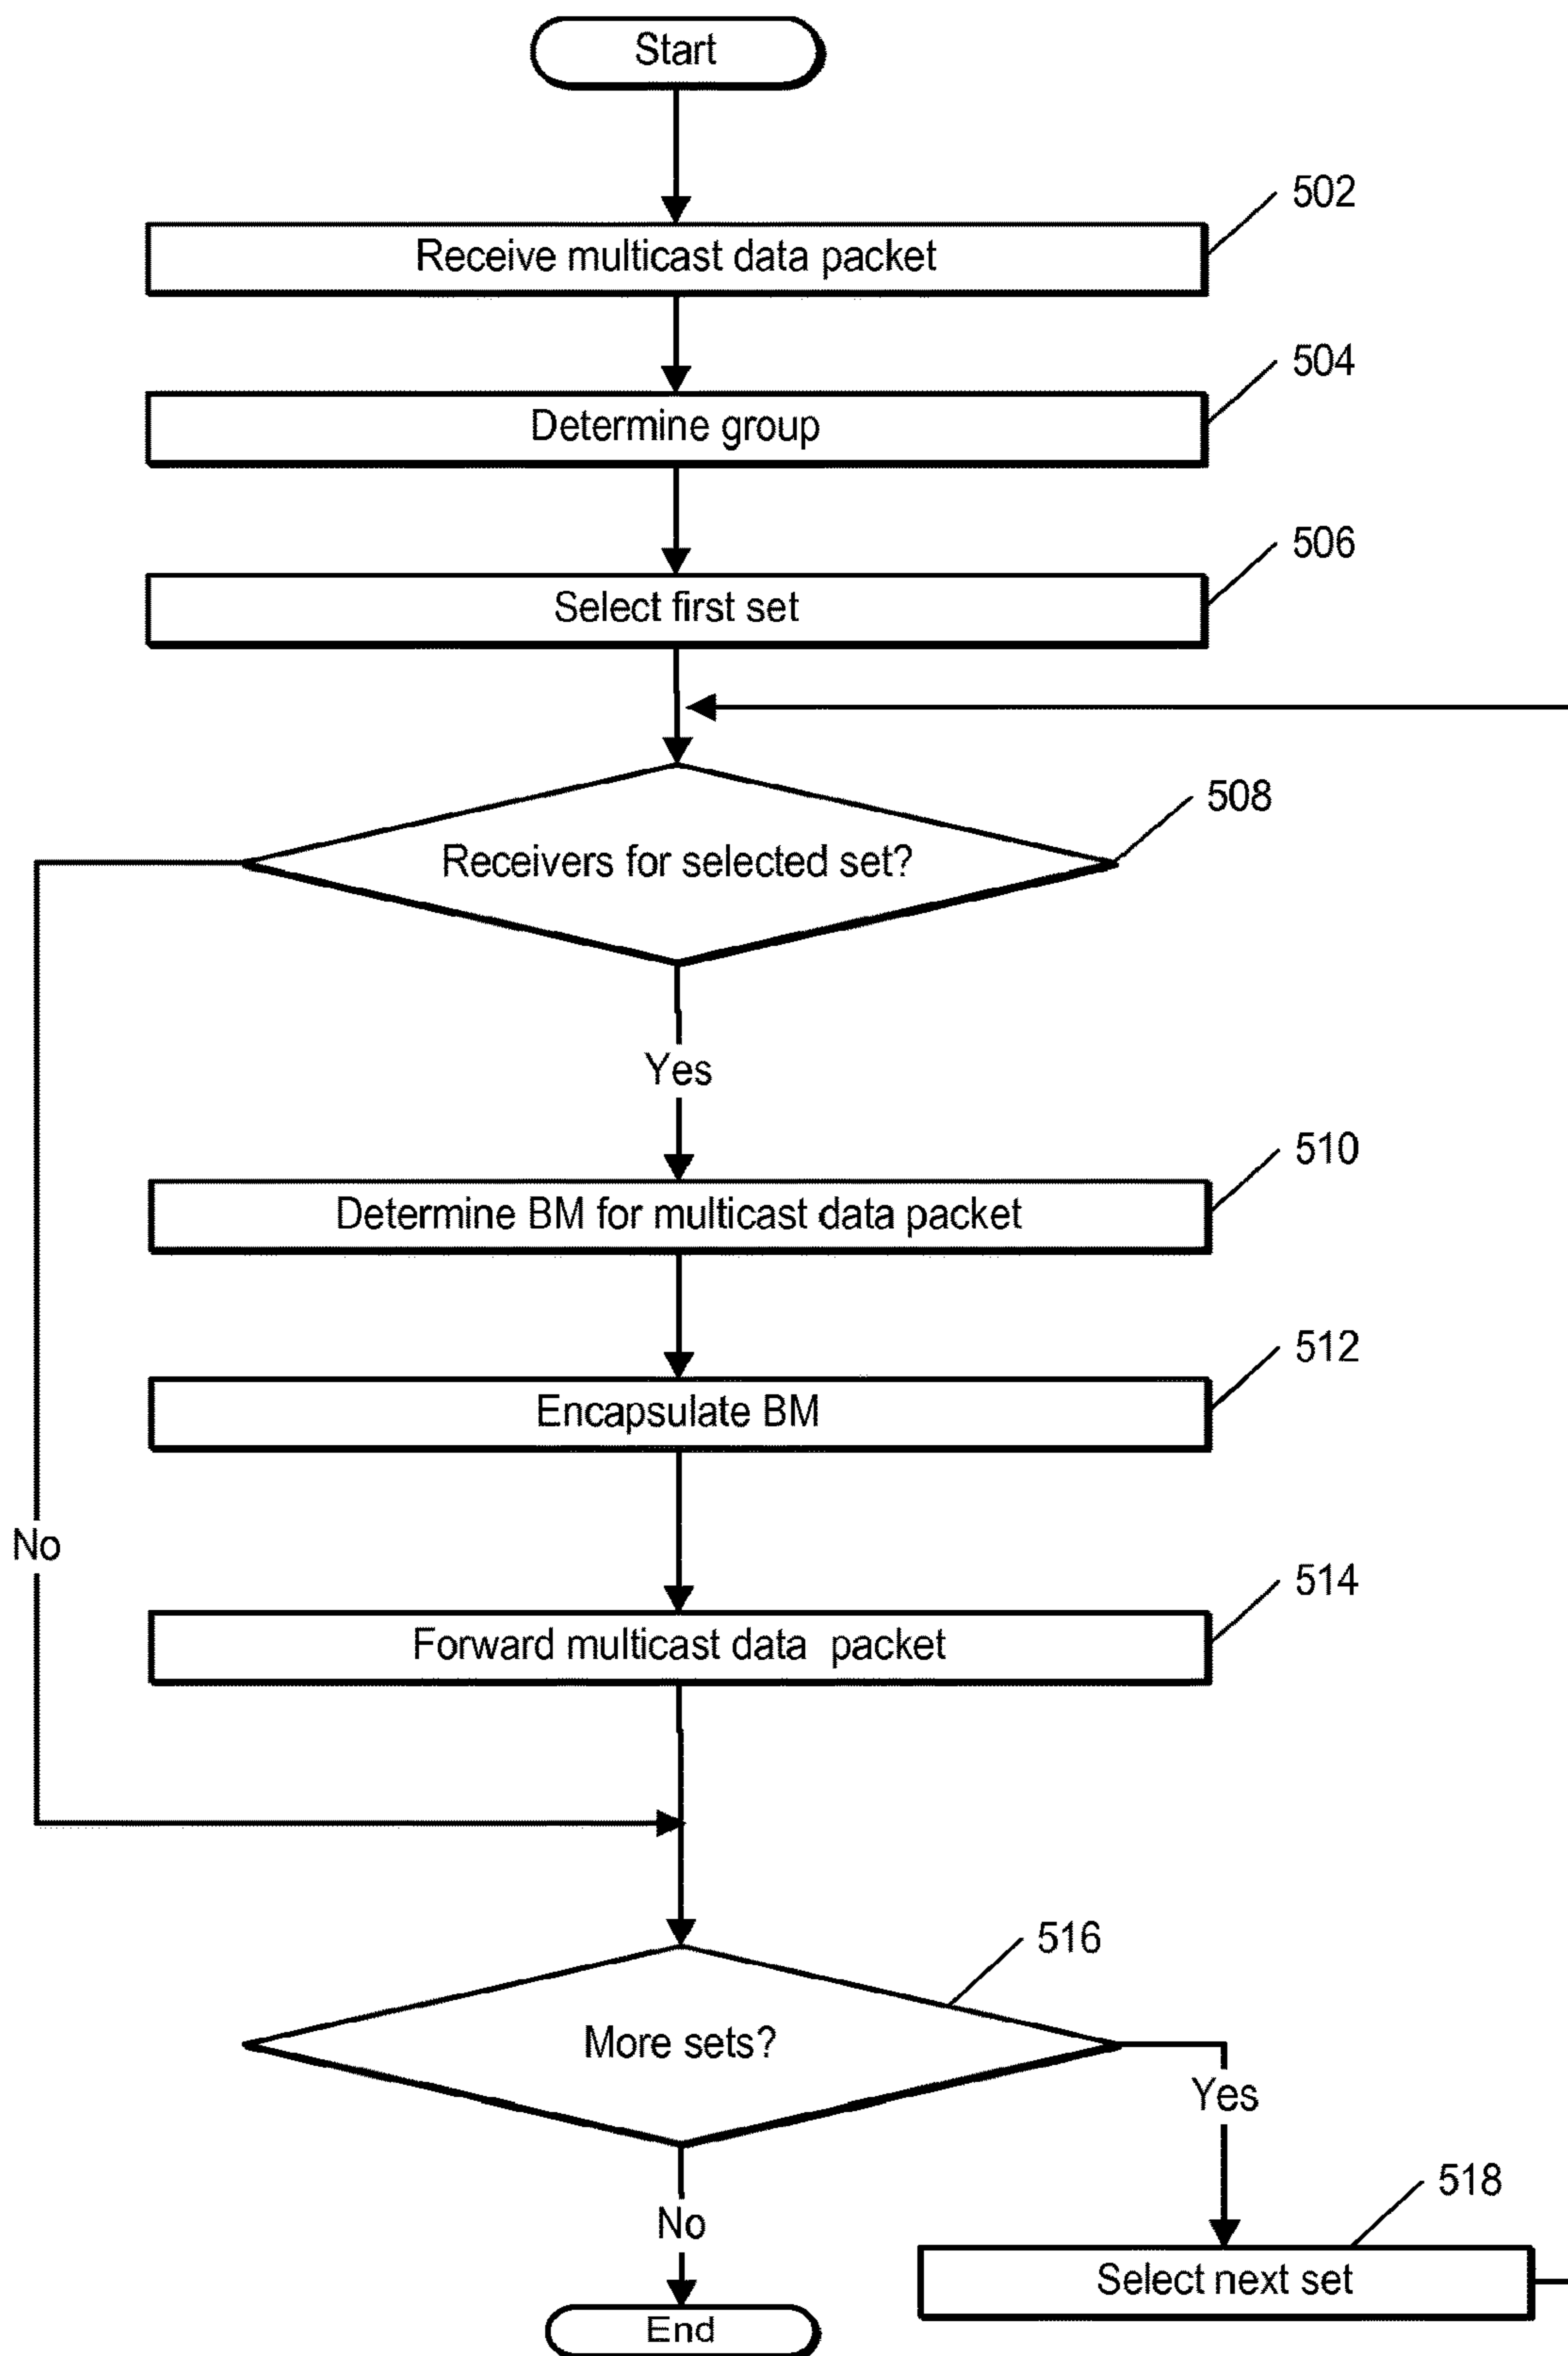 Start
502
Receive multicast data packet
504
Determine group
506
Select first set
508
Receivers for selected set?
Yes
510
Determine BM for multicast data packet
512
Encapsulate BM
No
514
Forward multicast data packet
516
More sets?
Yes
518
No
Select next set
End